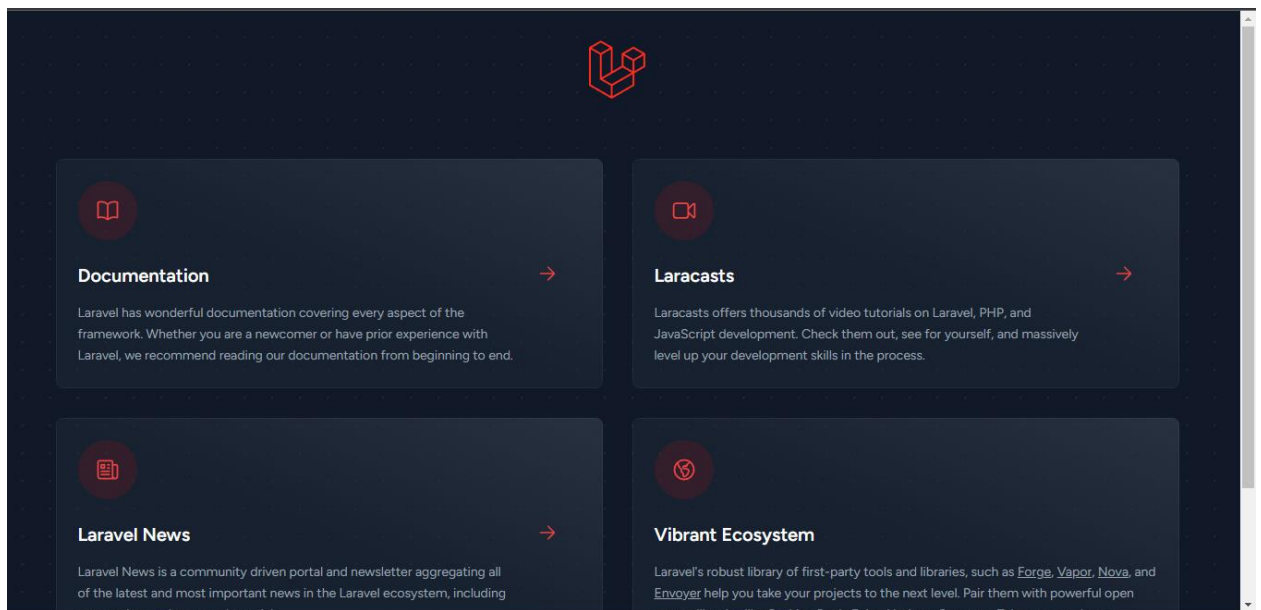 Documentation
Laravel has wonderful documentation covering every aspect of the
framework. Whether you are a newcomer or have prior experience with
Laravel, we recommend reading our documentation from beginning to end.
Laracasts
Laracasts offers thousands of video tutorials on Laravel, PHP, and
JavaScript development. Check them out, see for yourself, and massively
level up your development skills in the process.
Laravel News
Laravel News is a community driven portal and newsletter aggregating all
of the latest and most important news in the Laravel ecosystem, including
Vibrant Ecosystem
Laravel's robust library of first-party tools and libraries, such as Forge, Vapor, Nova, and
Envoyer help you take your projects to the next level. Pair them with powerful open